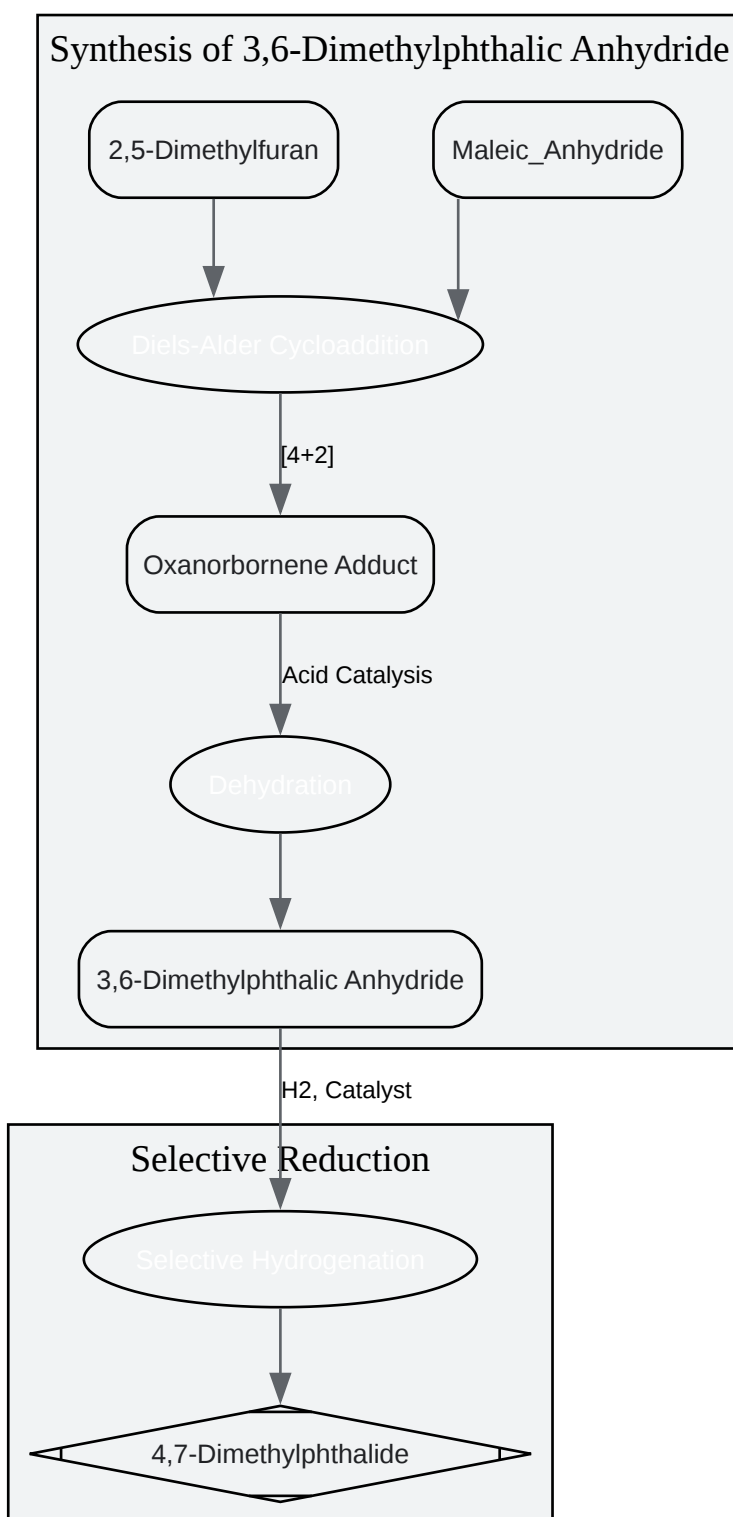 Synthesis of 3,6-Dimethylphthalic Anhydride
2,5-Dimethylfuran
Maleic_Anhydride
Diels-Alder Cycloaddition
[4+2]
Oxanorbornene Adduct
Acid Catalysis
Dehydration
3,6-Dimethylphthalic Anhydride
H2, Catalyst
Selective Reduction
Selective Hydrogenation
4,7-Dimethylphthalide